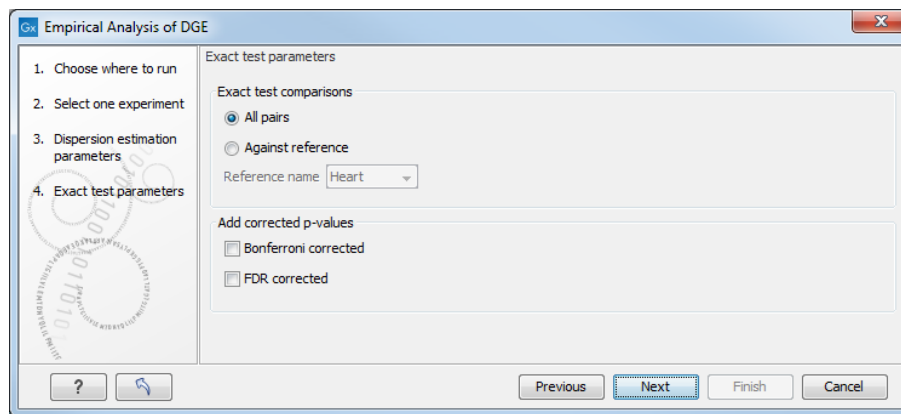 Gx Empirical Analysis of DGE
1. Choose where to run
2. Select one experiment
3. Dispersion estimation
parameters
4. Exact test parameters
Exact test parameters
Exact test comparisons
All pairs
Against reference
Reference name Heart
Add corrected p-values
Bonferroni corrected
FDR corrected
? Previous Next Finish Cancel